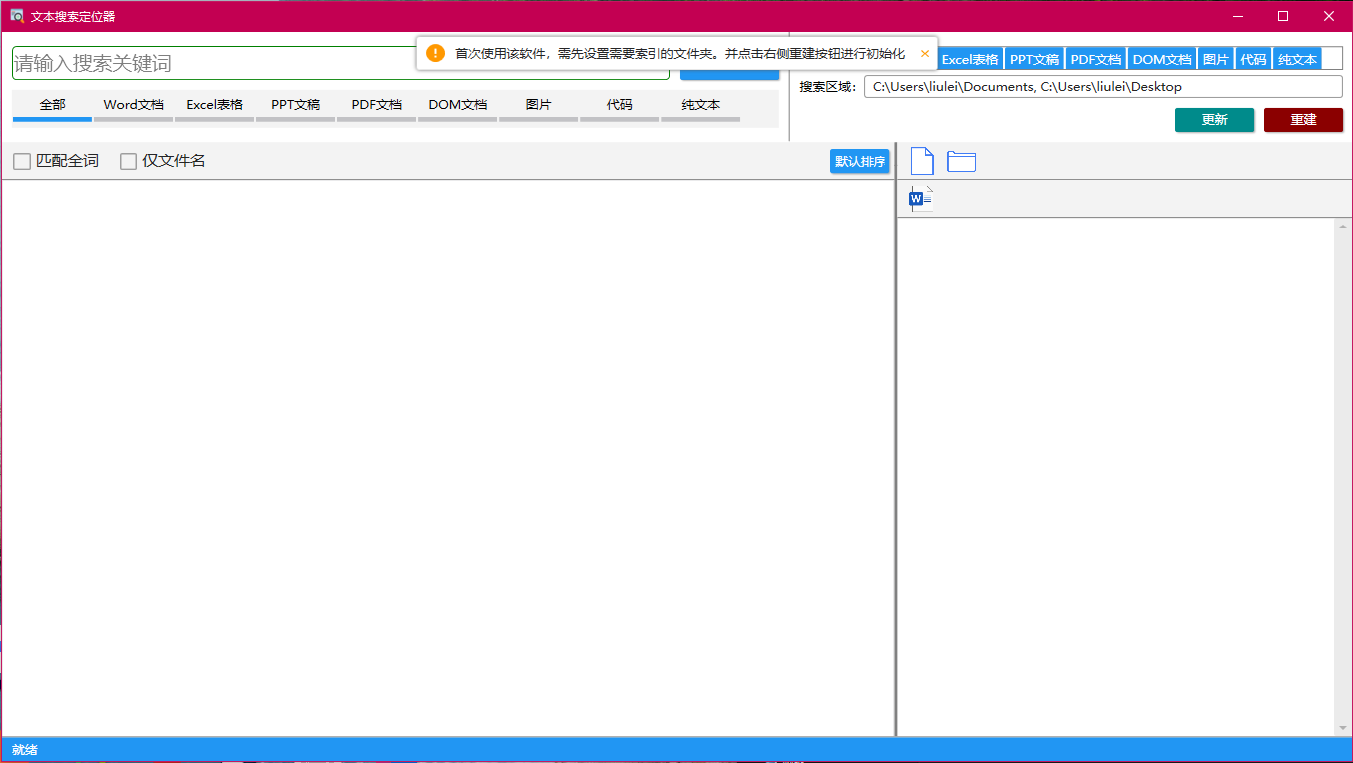 文本搜索定位器
首次使用该软件，需先设置需要索引的文件夹。并点击右侧重建按钮进行初始化
请输入搜索关键词
Excel表格 PPT文稿 PDF文档 DOM文档 图片 代码 纯文本
搜索区域： C:\Users\liulei\Documents, C:\Users\liulei\Desktop
全部 Word文档 Excel表格 PPT文稿 PDF文档 DOM文档 图片 代码 纯文本
更新 重建
匹配全词 仅文件名 默认排序
W
就绪